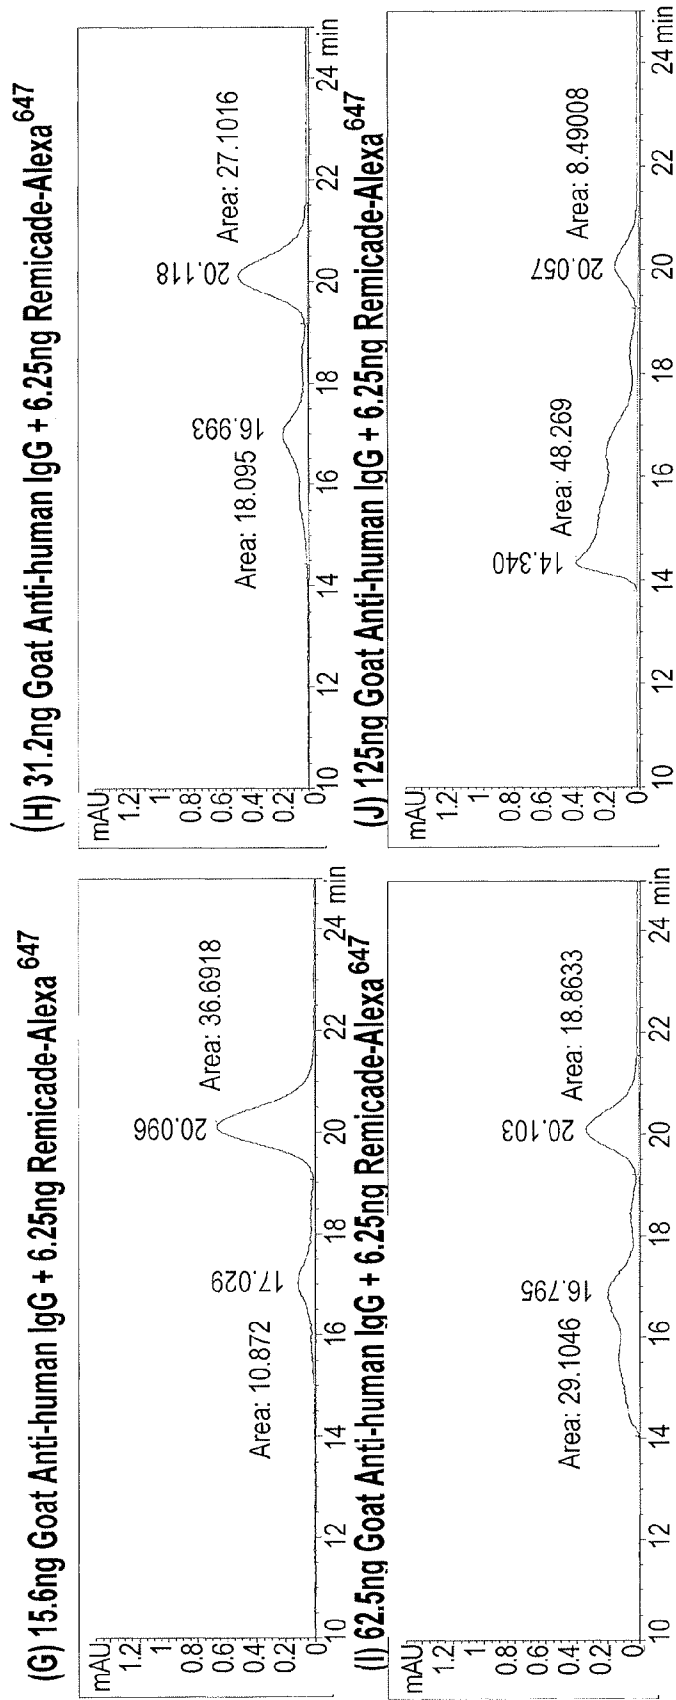 (G) 15.6ng Goat Anti-human IgG + 6.25ng Remicade-Alexa647
mAU
1.2
1
0.8
0.6
0.4
0.2
0
Area: 10.872
17.029
20.096
Area: 36.6918
10 12 14 16 18 20 22 24 min
(H) 31.2ng Goat Anti-human IgG + 6.25ng Remicade-Alexa647
mAU
1.2
1
0.8
0.6
0.4
0.2
0
Area: 18.095
16.993
20.118
Area: 27.1016
10 12 14 16 18 20 22 24 min
(I) 62.5ng Goat Anti-human IgG + 6.25ng Remicade-Alexa647
mAU
1.2
1
0.8
0.6
0.4
0.2
0
Area: 29.1046
16.795
20.103
Area: 18.8633
10 12 14 16 18 20 22 24 min
(J) 125ng Goat Anti-human IgG + 6.25ng Remicade-Alexa647
mAU
1.2
1
0.8
0.6
0.4
0.2
0
14.340
Area: 48.269
20.057
Area: 8.49008
10 12 14 16 18 20 22 24 min